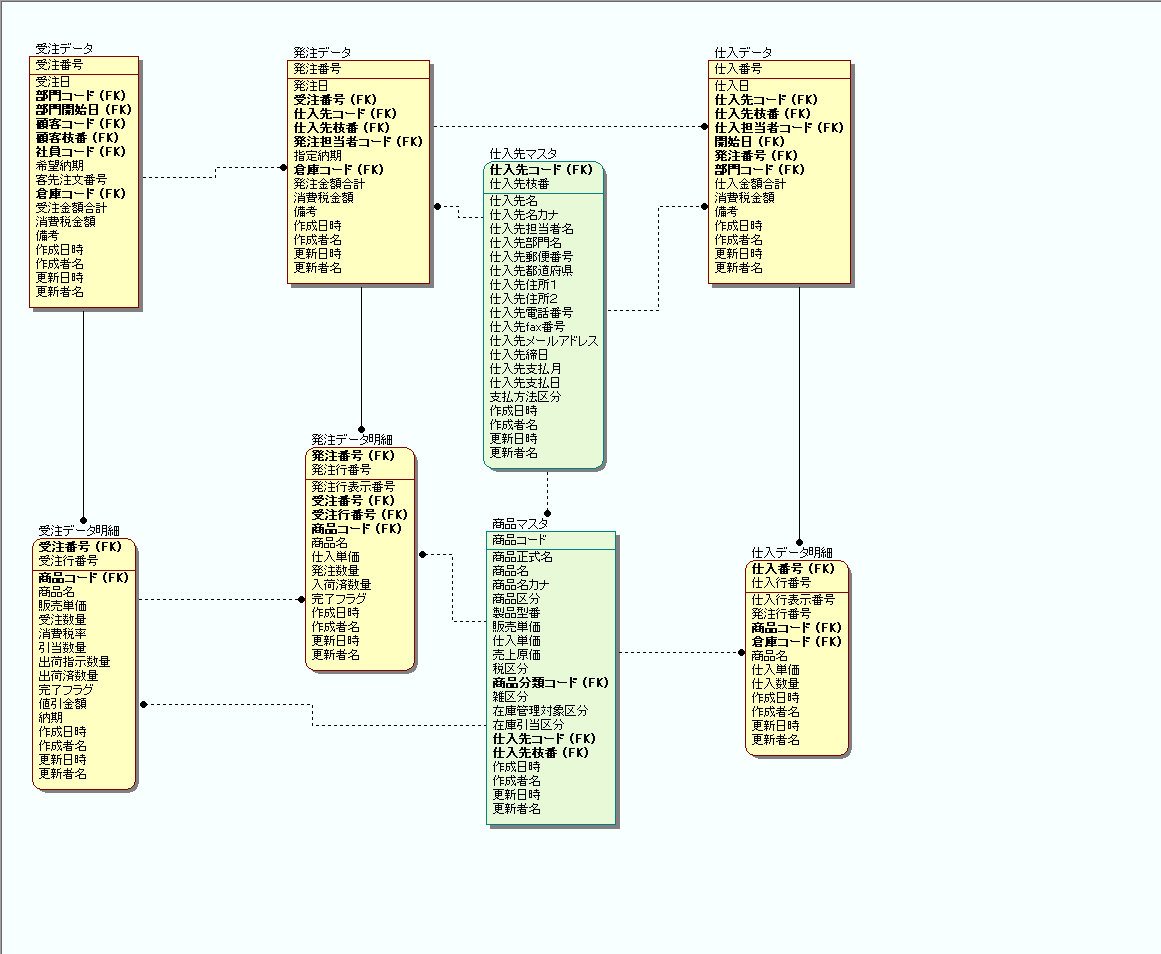 受注データ
受注番号
受注日
部門コード (FK)
部門開始日 (FK)
顧客コード (FK)
顧客枝番 (FK)
社員コード (FK)
希望納期
客先注文番号
倉庫コード (FK)
受注金額合計
消費税金額
備考
作成日時
作成者名
更新日時
更新者名
発注データ
発注番号
発注日
受注番号 (FK)
仕入先コード (FK)
仕入先枝番 (FK)
発注担当者コード (FK)
指定納期
倉庫コード (FK)
発注金額合計
消費税金額
備考
作成日時
作成者名
更新日時
更新者名
仕入先マスタ
仕入先コード (FK)
仕入先枝番
仕入先名
仕入先名カナ
仕入先担当者名
仕入先部門名
仕入先郵便番号
仕入先都道府県
仕入先住所1
仕入先住所2
仕入先電話番号
仕入先fax番号
仕入先メールアドレス
仕入先締日
仕入先支払月
仕入先支払日
支払方法区分
作成日時
作成者名
更新日時
更新者名
仕入データ
仕入番号
仕入日
仕入先コード (FK)
仕入先枝番 (FK)
仕入担当者コード (FK)
開始日 (FK)
発注番号 (FK)
部門コード (FK)
仕入金額合計
消費税金額
備考
作成日時
作成者名
更新日時
更新者名
受注データ明細
受注番号 (FK)
受注行番号
商品コード (FK)
商品名
販売単価
受注数量
消費税率
引当数量
出荷指示数量
出荷済数量
完了フラグ
値引金額
納期
作成日時
作成者名
更新日時
更新者名
発注データ明細
発注番号 (FK)
発注行番号
発注行表示番号
受注番号 (FK)
受注行番号 (FK)
商品コード (FK)
商品名
仕入単価
発注数量
入荷済数量
完了フラグ
作成日時
作成者名
更新日時
更新者名
商品マスタ
商品コード
商品正式名
商品名
商品名カナ
商品区分
製品型番
販売単価
仕入単価
売上原価
税区分
商品分類コード (FK)
雑区分
在庫管理対象区分
在庫引当区分
仕入先コード (FK)
仕入先枝番 (FK)
作成日時
作成者名
更新日時
更新者名
仕入データ明細
仕入番号 (FK)
仕入行番号
仕入行表示番号
発注行番号
商品コード (FK)
倉庫コード (FK)
商品名
仕入単価
仕入数量
作成日時
作成者名
更新日時
更新者名